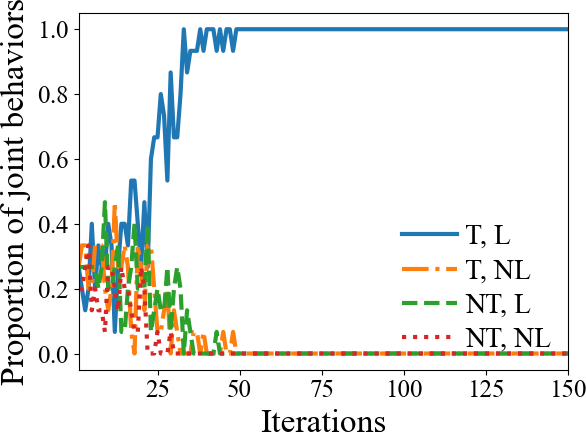 Proportion of joint behaviors
1.0
0.8
0.6
0.4
0.2
0.0
T, L
T, NL
NT, L
NT, NL
25 50 75 100 125 150
Iterations